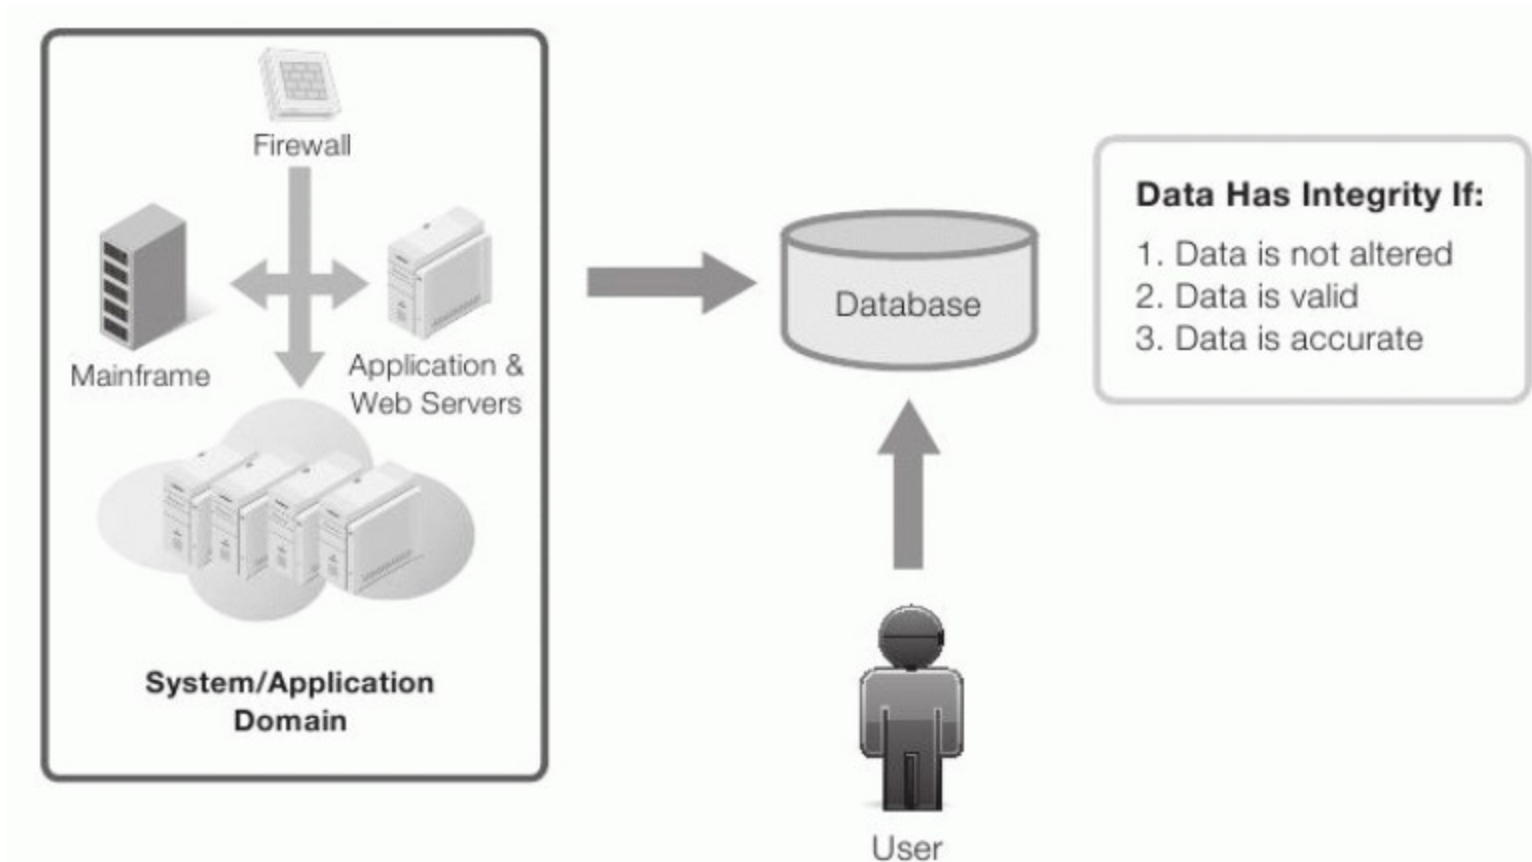 Firewall
Mainframe
Application &
Web Servers
System/Application
Domain
Database
User
Data Has Integrity If:
1. Data is not altered
2. Data is valid
3. Data is accurate